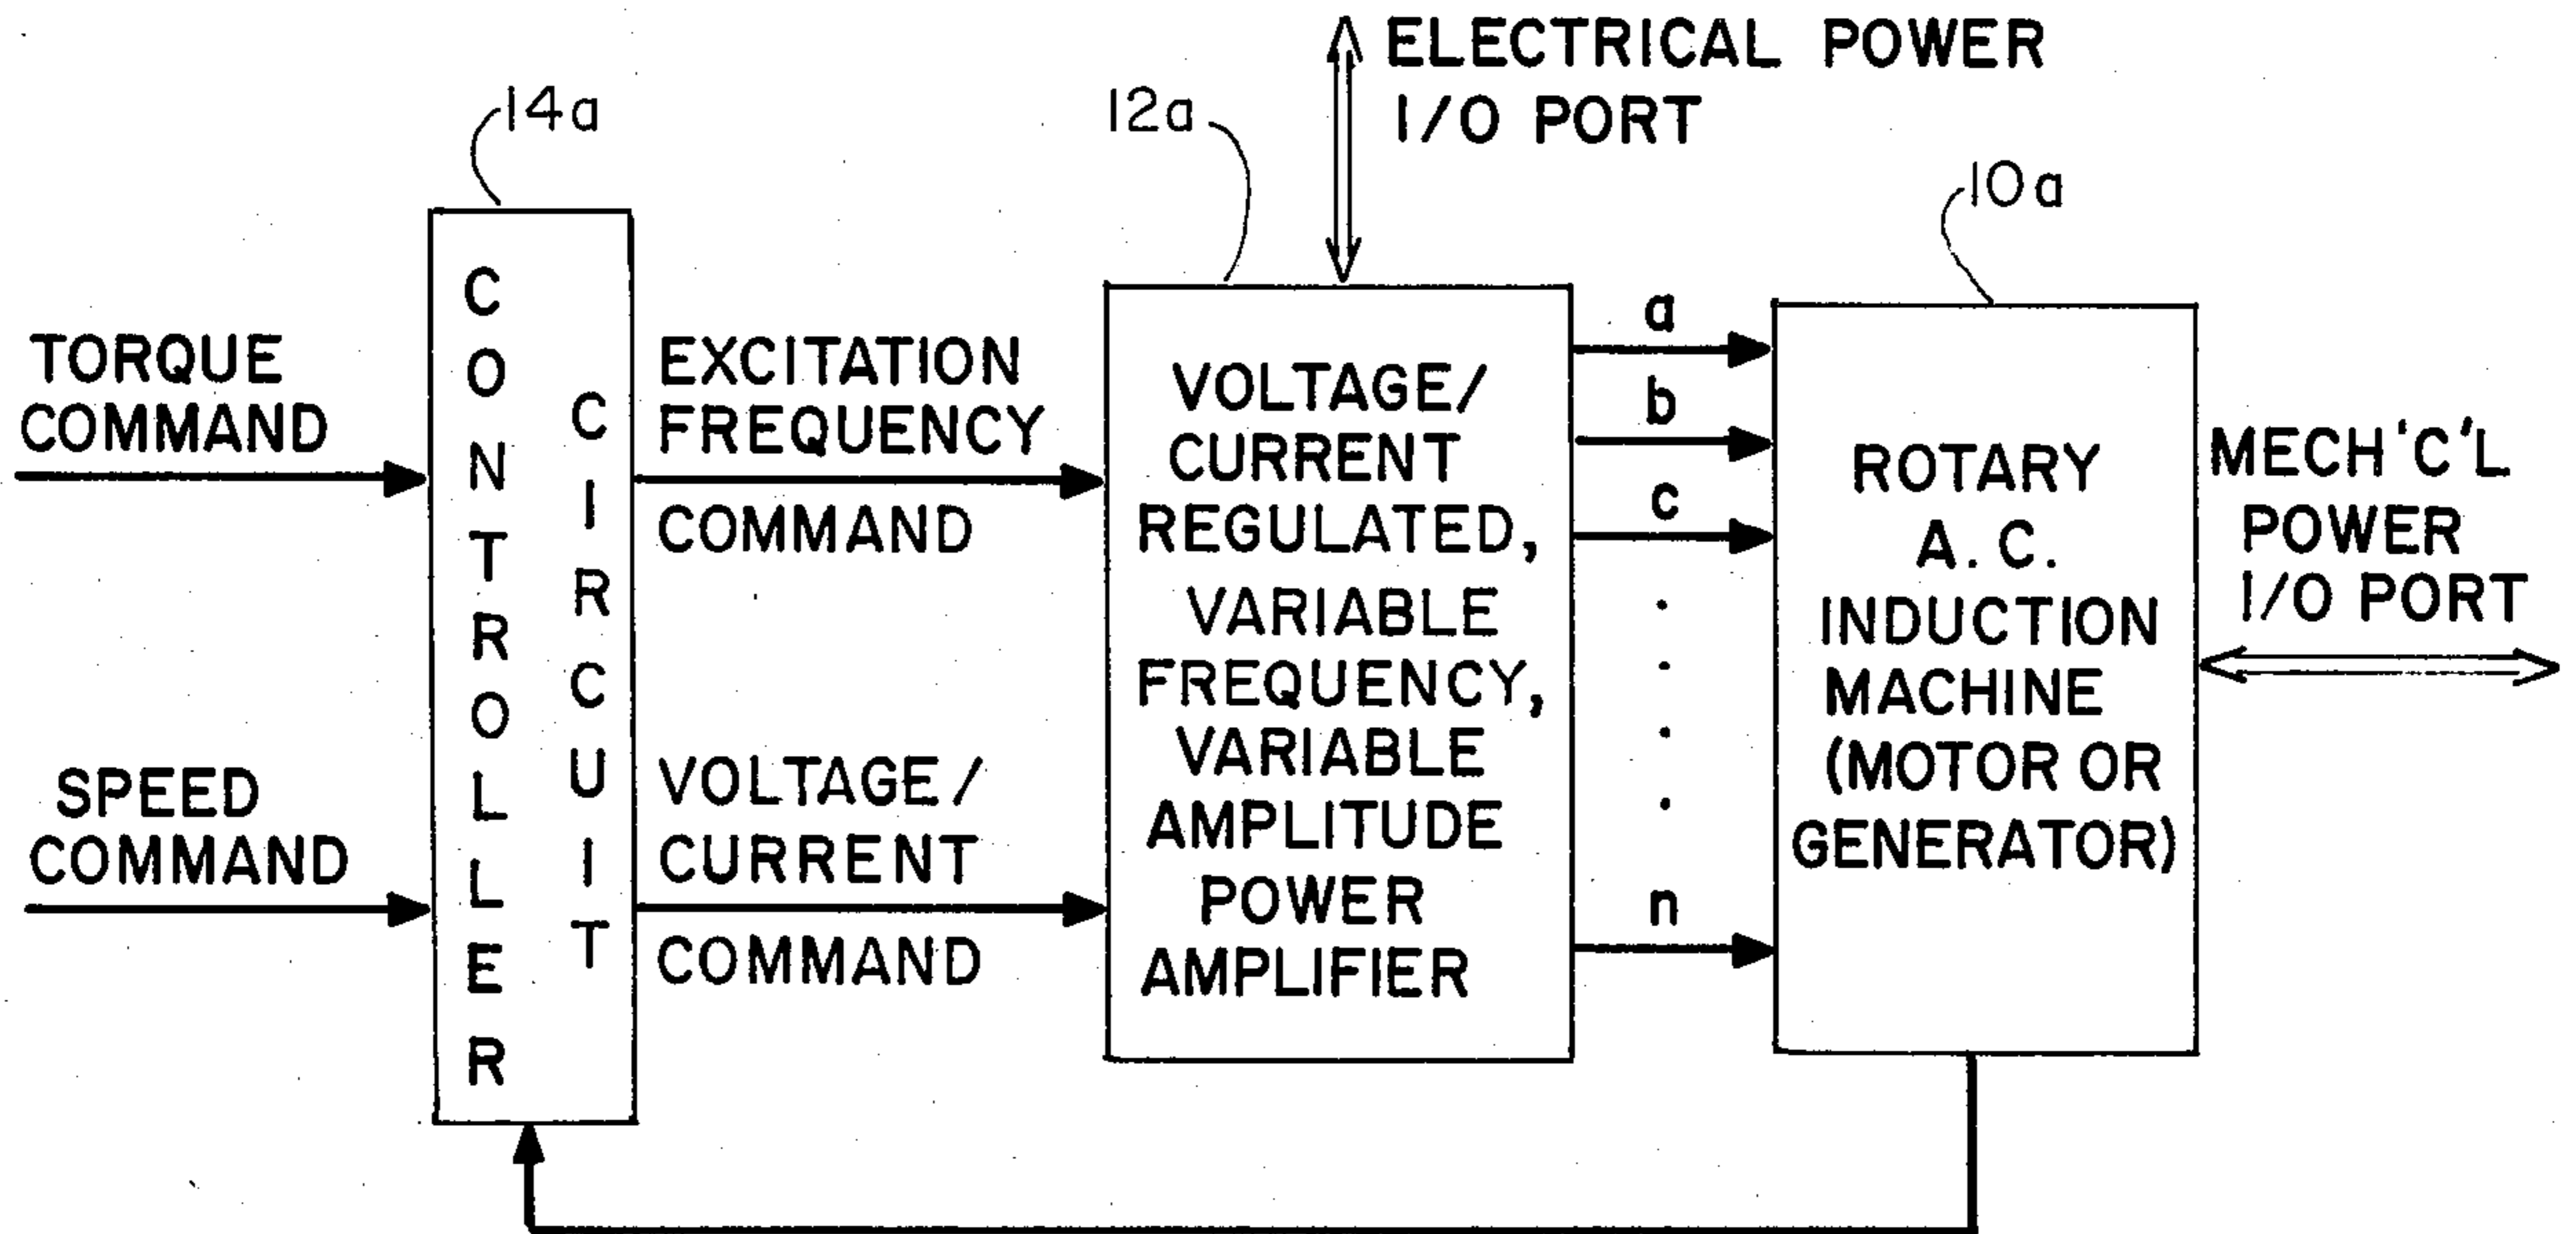 ELECTRICAL POWER
I/O PORT
14a
12a
10a
TORQUE
COMMAND
SPEED
COMMAND
CONTROLLER
CIRCUIT
EXCITATION
FREQUENCY
COMMAND
VOLTAGE/
CURRENT
COMMAND
VOLTAGE/
CURRENT
REGULATED,
VARIABLE
FREQUENCY,
VARIABLE
AMPLITUDE
POWER
AMPLIFIER
a
b
c
n
ROTARY
A.C.
INDUCTION
MACHINE
(MOTOR OR
GENERATOR)
MECH'C'L
POWER
I/O PORT